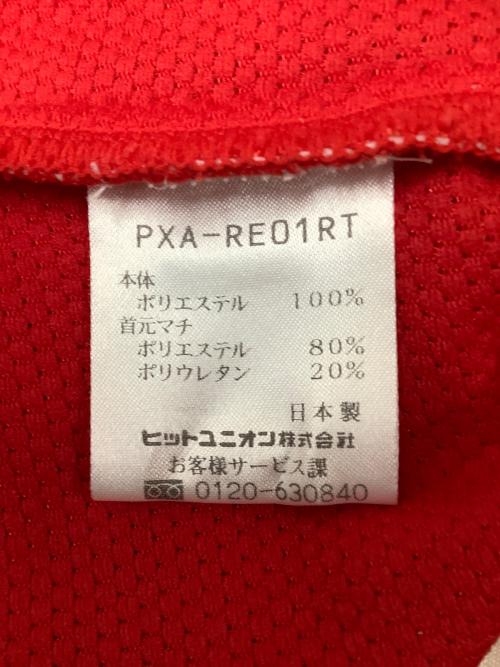 PXA-RE01RT
本体
ポリエステル 100%
首元マチ
ポリエステル 80%
ポリウレタン 20%
日本製
ヒットユニオン株式会社
お客様サービス課
0120-630840